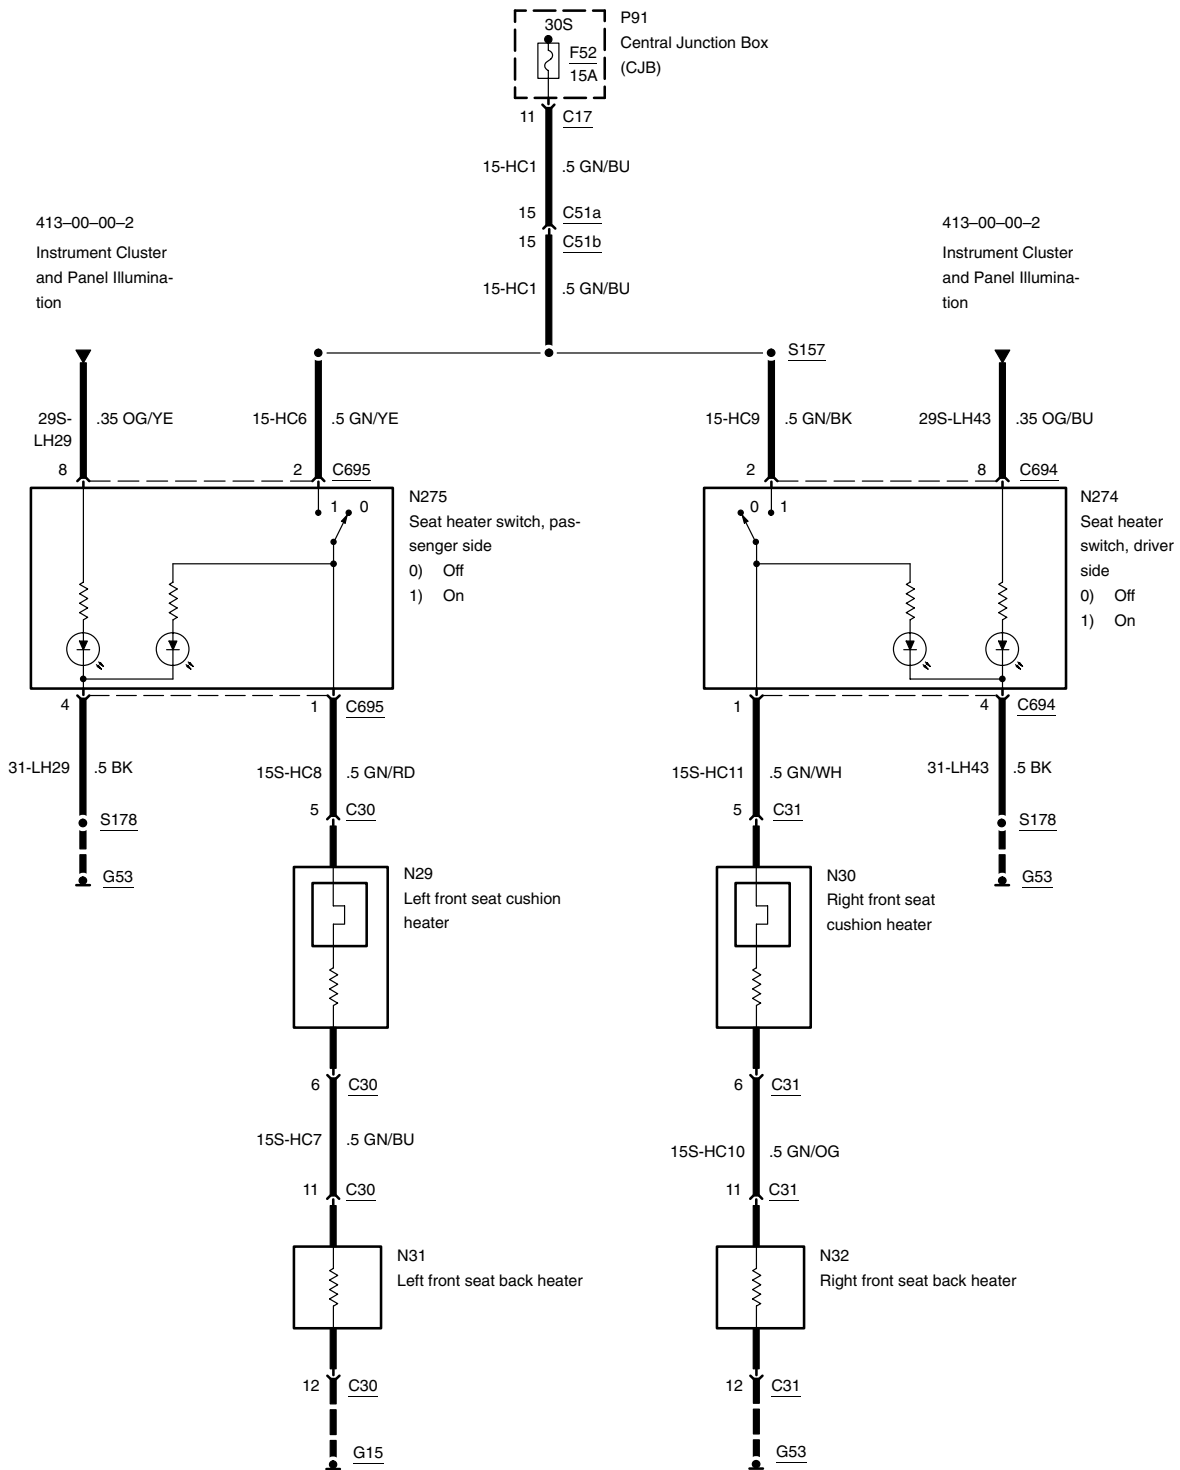 30S
F52
15A
P91
Central Junction Box
(CJB)
11 C17
15-HC1 .5 GN/BU
15 C51a
15 C51b
15-HC1 .5 GN/BU
413–00–00–2
Instrument Cluster
and Panel Illumina-
tion
413–00–00–2
Instrument Cluster
and Panel Illumina-
tion
S157
29S-
LH29
.35 OG/YE
15-HC6 .5 GN/YE
15-HC9 .5 GN/BK
29S-LH43 .35 OG/BU
8 2 C695
2 8 C694
1 0
N275
Seat heater switch, pas-
senger side
0) Off
1) On
0 1
N274
Seat heater
switch, driver
side
0) Off
1) On
4 1 C695
1 4 C694
31-LH29 .5 BK
15S-HC8 .5 GN/RD
15S-HC11 .5 GN/WH
31-LH43 .5 BK
5 C30
5 C31
S178
S178
G53
G53
N29
Left front seat cushion
heater
N30
Right front seat
cushion heater
6 C30
6 C31
15S-HC7 .5 GN/BU
15S-HC10 .5 GN/OG
11 C30
11 C31
N31
Left front seat back heater
N32
Right front seat back heater
12 C30
12 C31
G15
G53